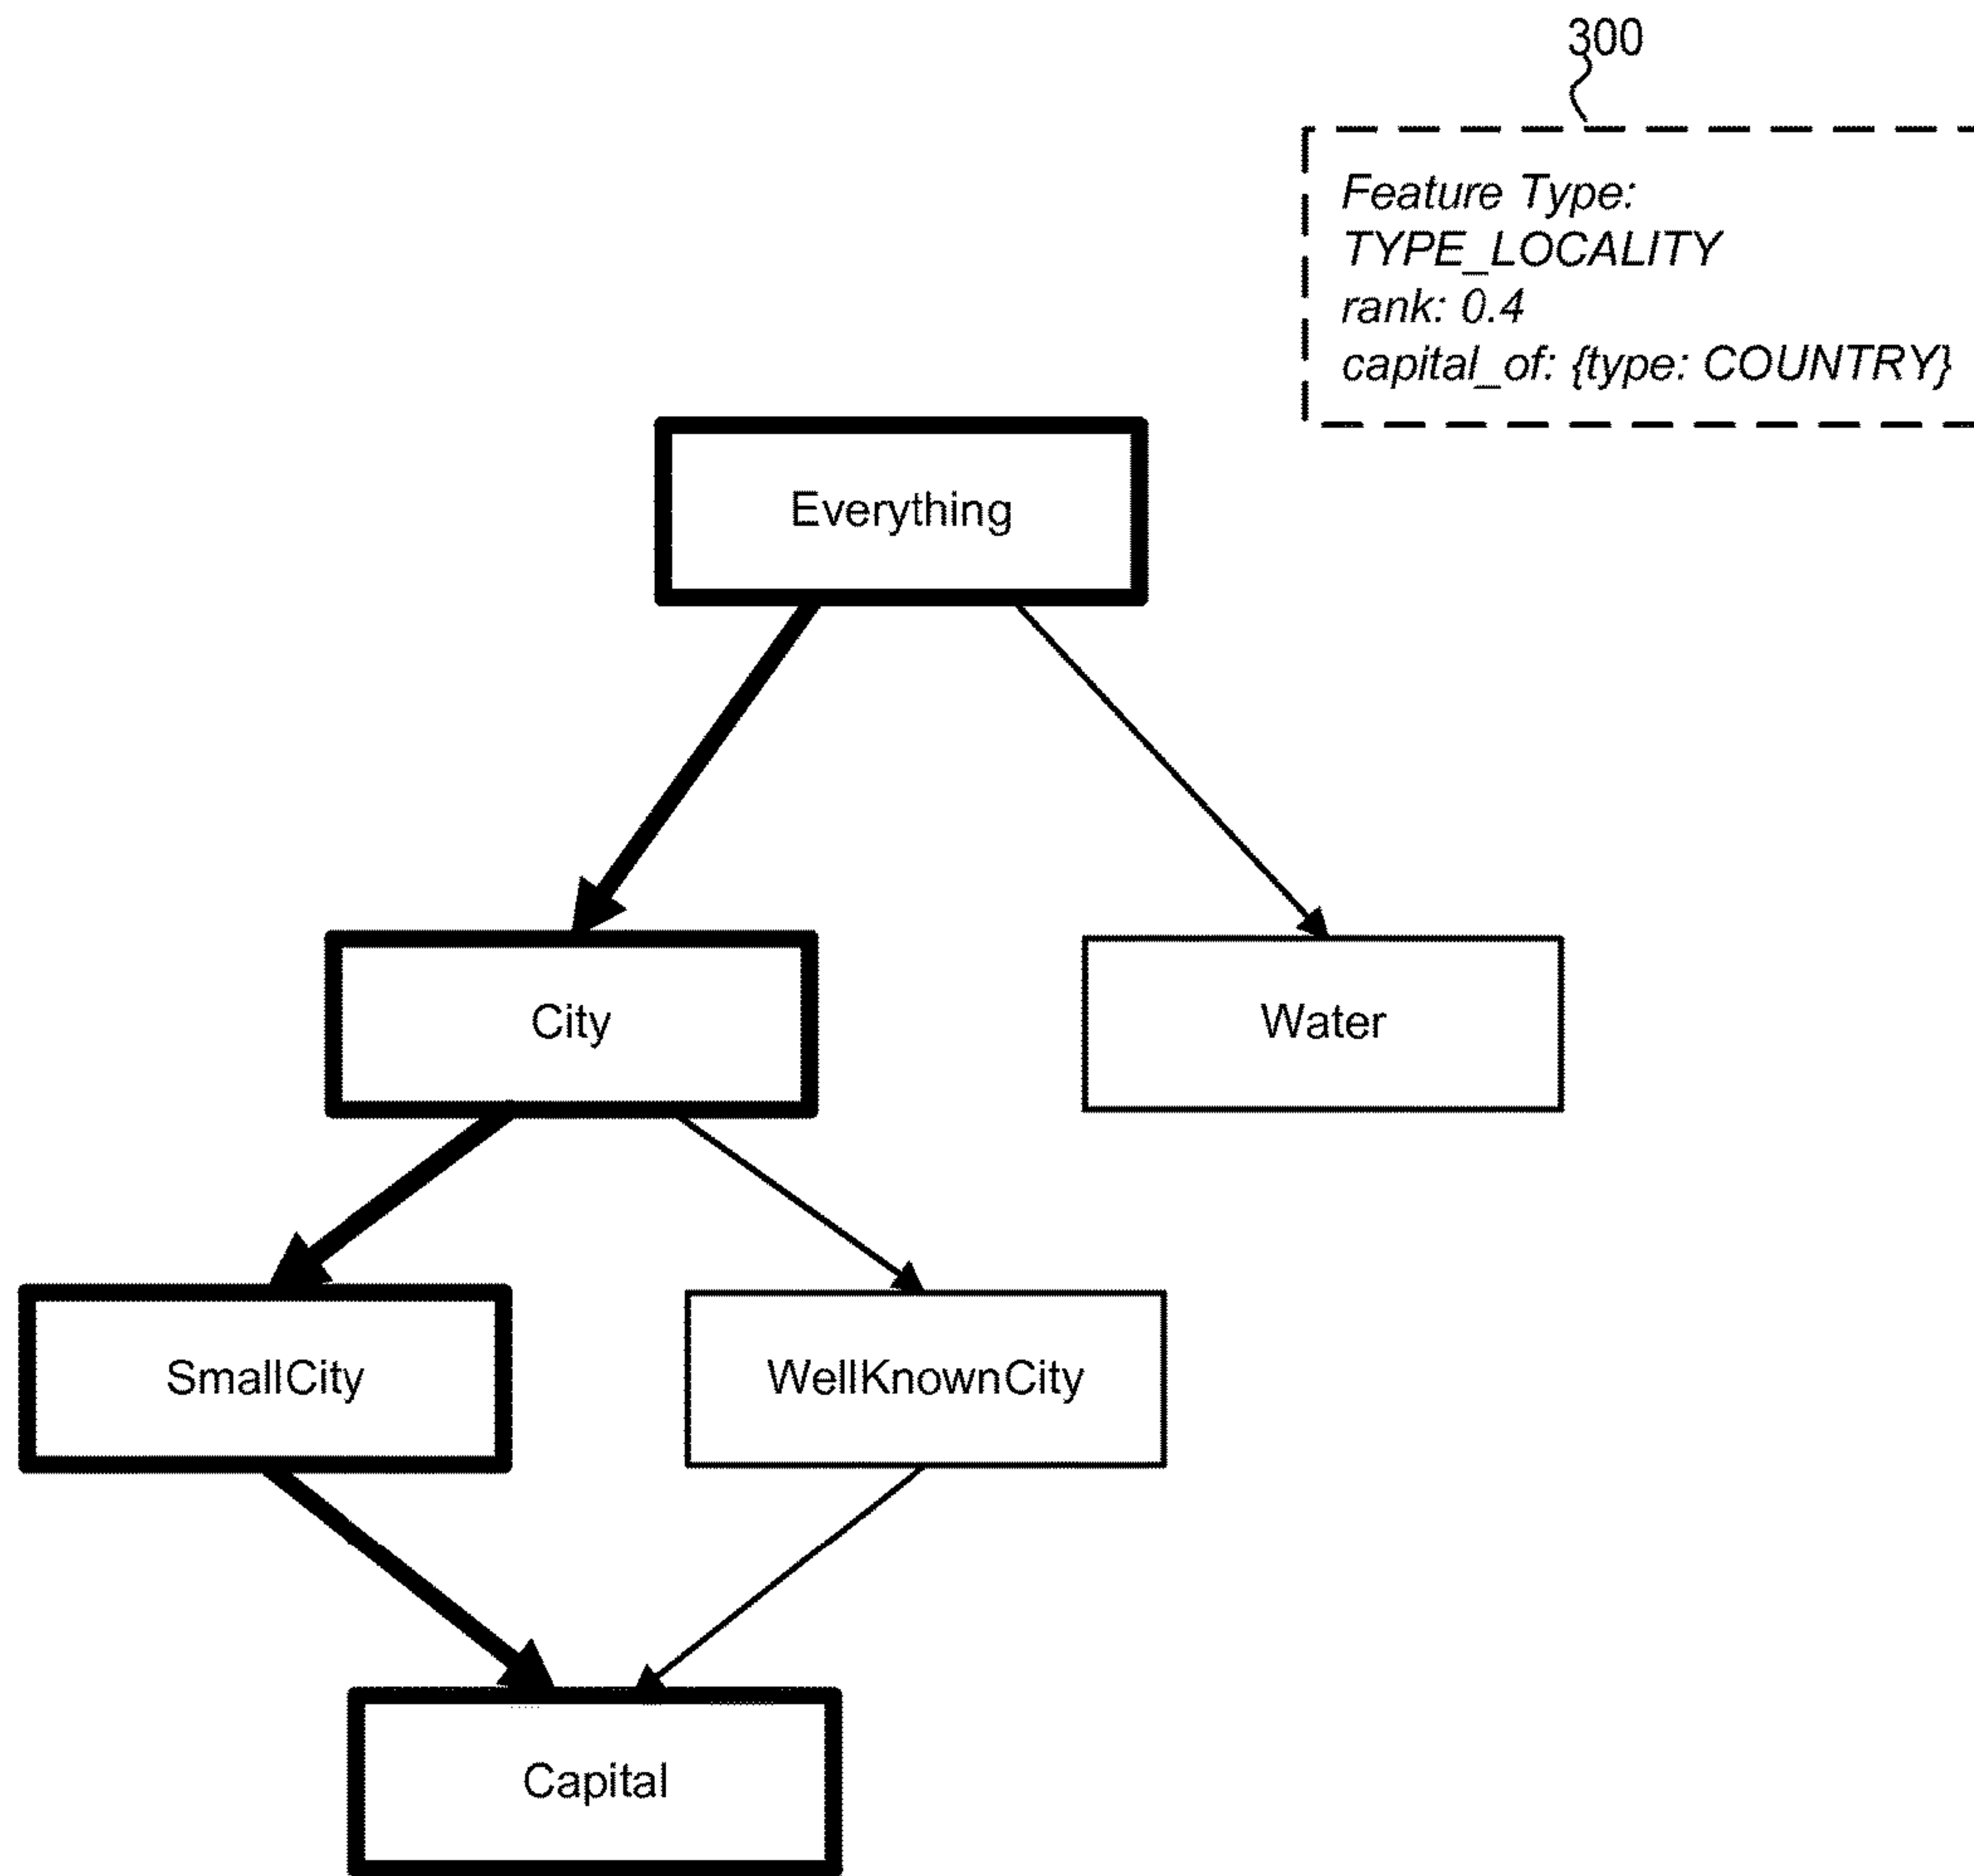 300
Feature Type:
TYPE_LOCALITY
rank: 0.4
capital_of: {type: COUNTRY}
Everything
City
Water
SmallCity
WellKnownCity
Capital